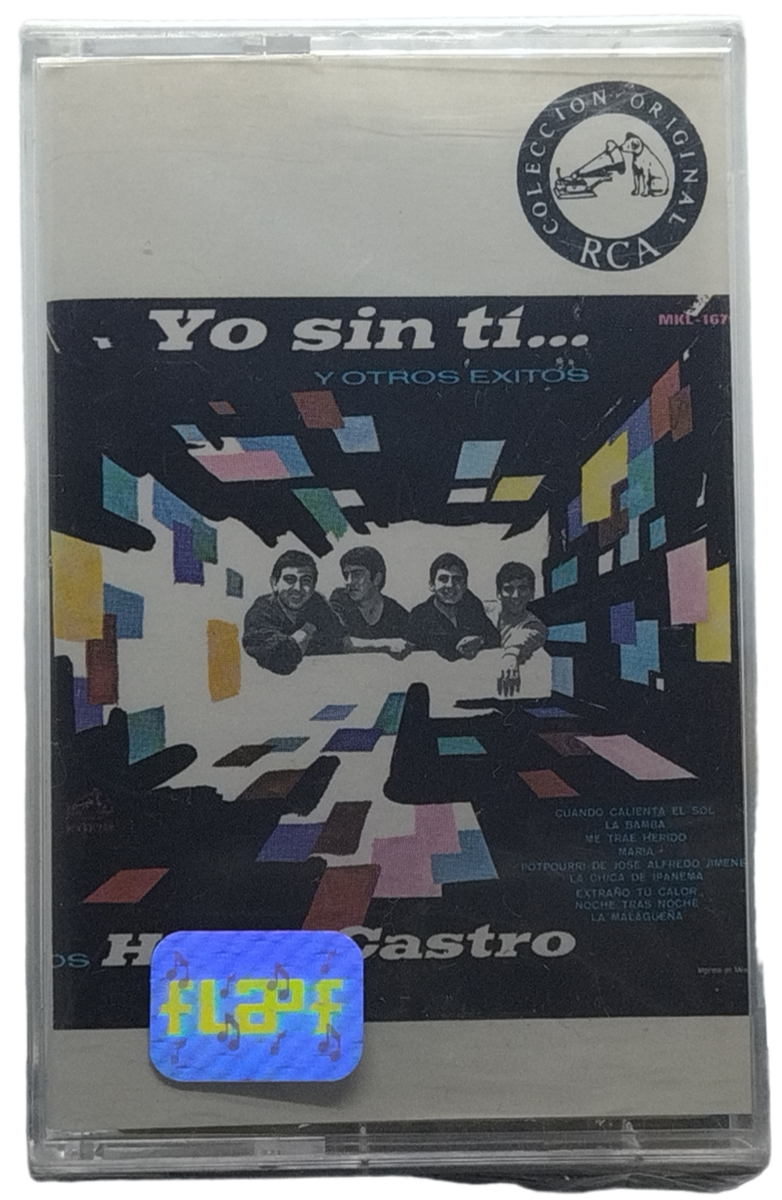 COLECCION ORIGINAL
RCA
Yo sin tí...
MKL-167
Y OTROS EXITOS
CUANDO CALIENTA EL SOL
LA BAMBA
ME TRAE HERIDO
MARIA
POTPOURRI DE JOSE ALFREDO JIMENE
LA CHICA DE IPANEMA
EXTRAÑO TU CALOR
NOCHE TRAS NOCHE
LA MALAGUEÑA
OS H Castro
FLAPF